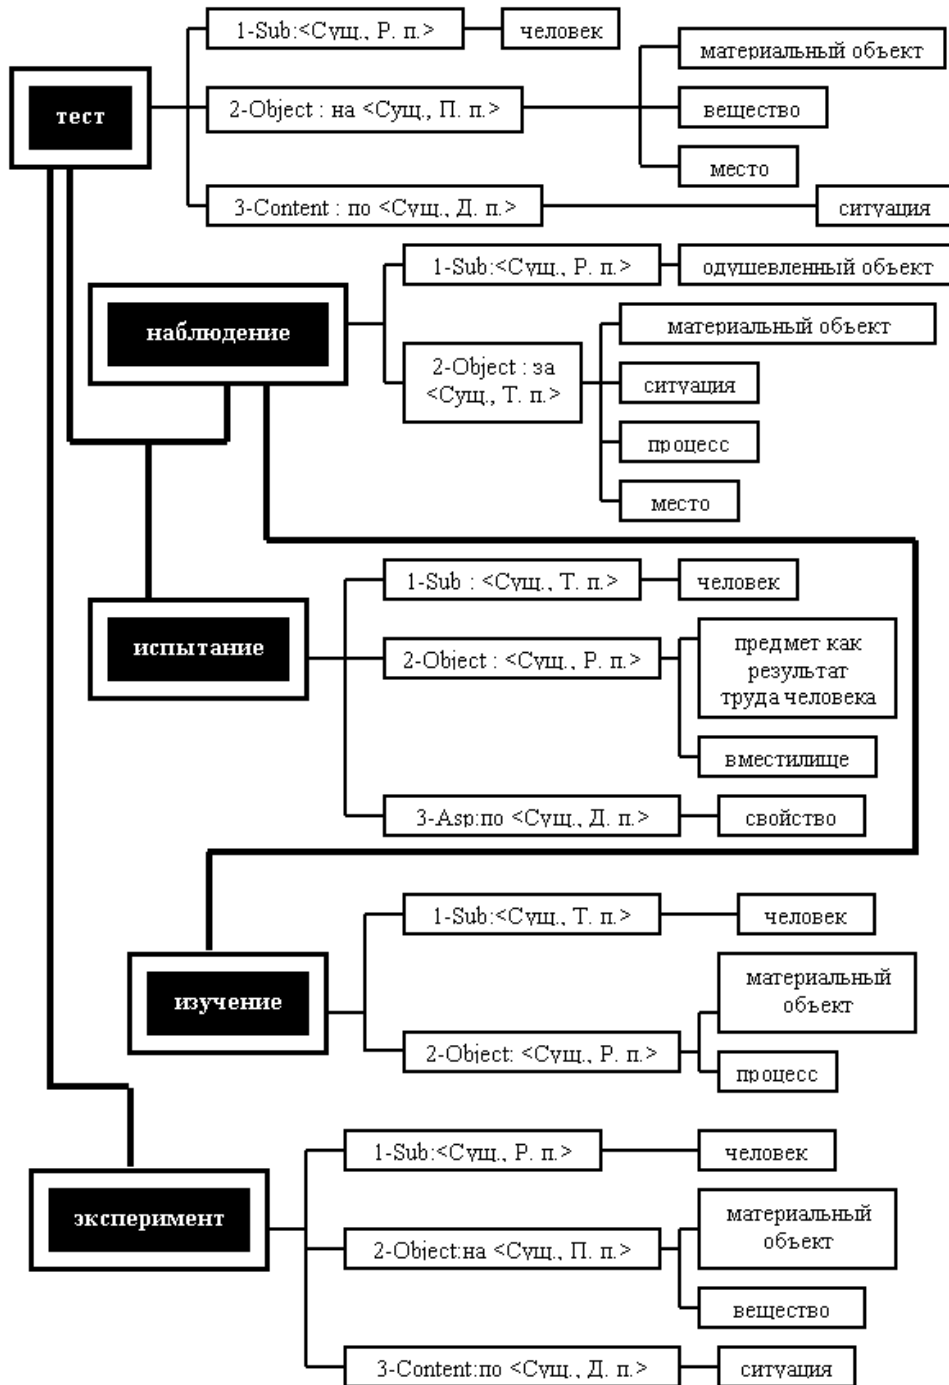 1-Sub:<Сущ., Р. п.>
человек
материальный объект
тест
2-Object : на <Сущ., П. п.>
вещество
место
3-Content : по <Сущ., Д. п.>
ситуация
1-Sub:<Сущ., Р. п.>
одушевленный объект
наблюдение
материальный объект
2-Object : за
<Сущ., Т. п.>
ситуация
процесс
место
1-Sub : <Сущ., Т. п.>
человек
испытание
2-Object : <Сущ., Р. п.>
предмет как
результат
труда человека
вместилище
3-Asp:по <Сущ., Д. п.>
свойство
1-Sub:<Сущ., Т. п.>
человек
изучение
материальный
объект
2-Object: <Сущ., Р. п.>
процесс
1-Sub:<Сущ., Р. п.>
человек
эксперимент
материальный
объект
2-Object:на <Сущ., П. п.>
вещество
3-Content:по <Сущ., Д. п.>
ситуация